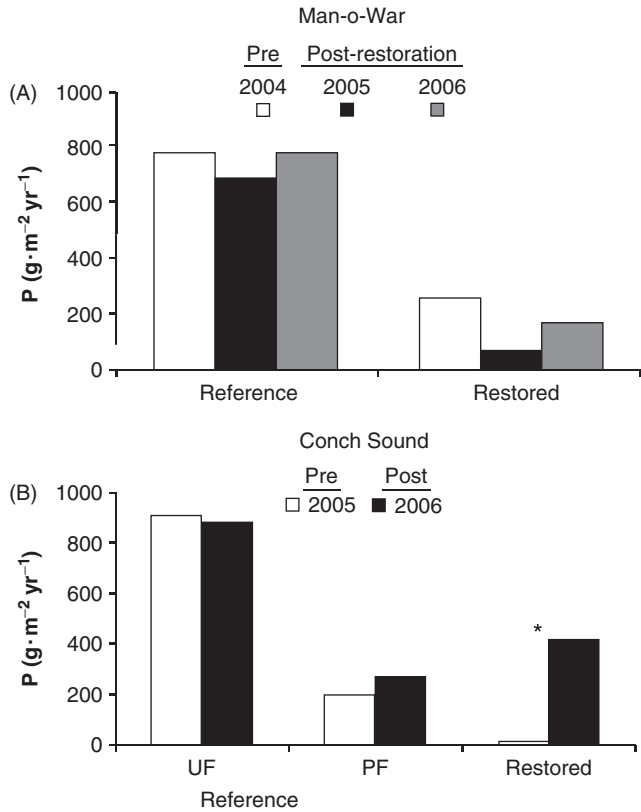 Man-o-War
Pre Post-restoration
2004 2005 2006
(A)
1000
800
600
400
200
0
P (g·m⁻² yr⁻¹)
Reference Restored
Conch Sound
Pre Post
2005 2006
(B)
1000
800
600
400
200
0
P (g·m⁻² yr⁻¹)
*
UF PF Restored
Reference